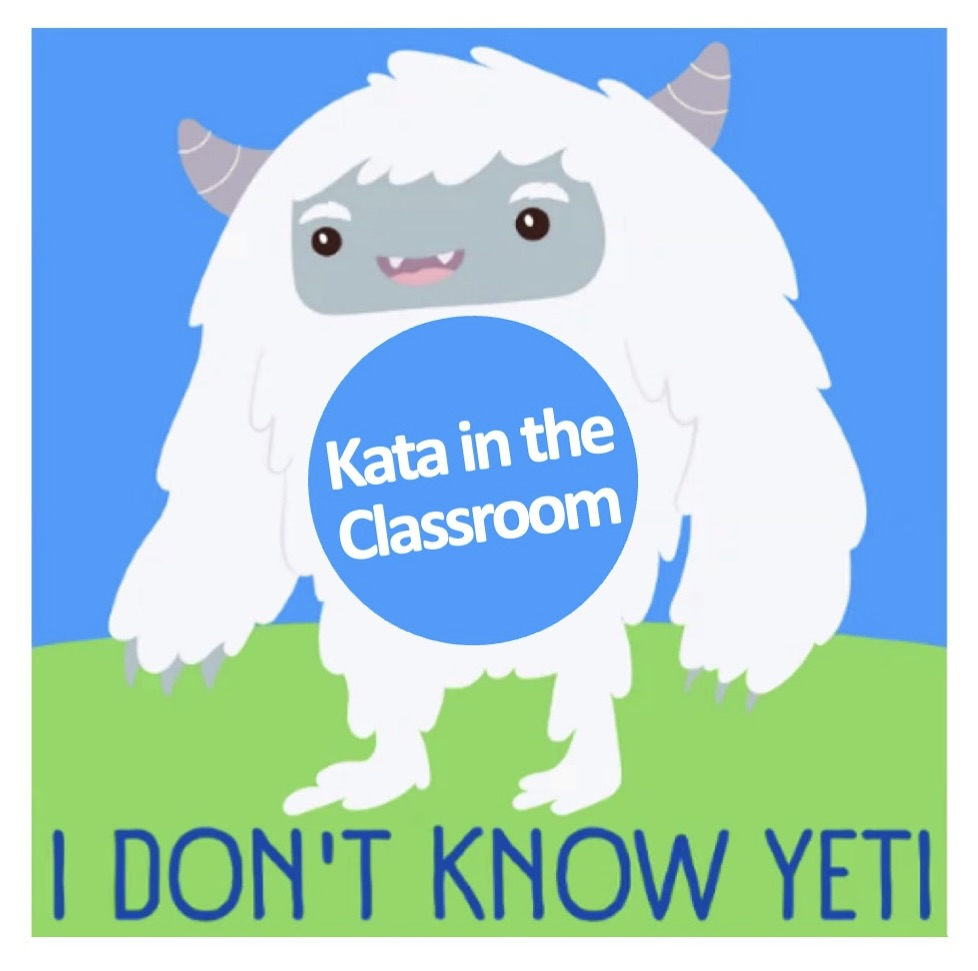 Kata in the
Classroom
I DON'T KNOW YETI